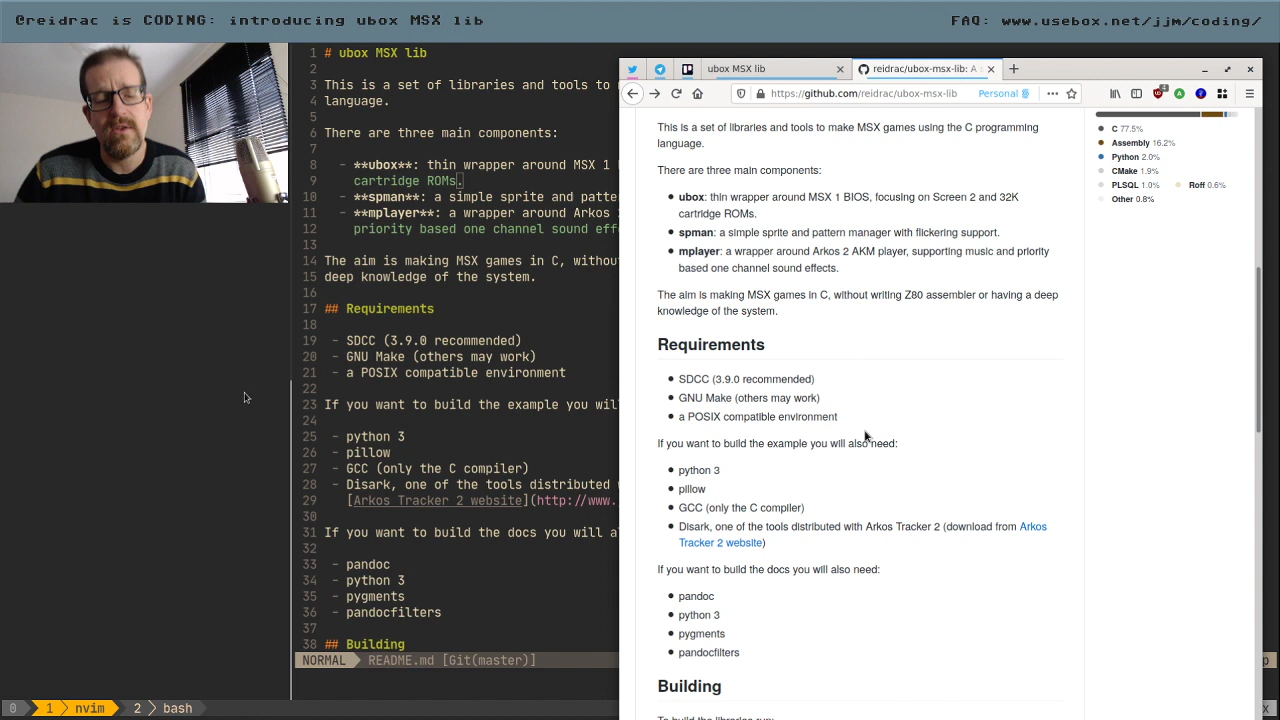 @reidrac is CODING: introducing ubox MSX lib
FAQ: www.usebox.net/jjm/coding/
1 # ubox MSX lib
2
3 This is a set of libraries and tools to
4 language.
5
6 There are three main components:
7
8 - **ubox**: thin wrapper around MSX 1
9 cartridge ROMs.
10 - **spman**: a simple sprite and patte
11 - **mplayer**: a wrapper around Arkos
12 priority based one channel sound eff
13
14 The aim is making MSX games in C, withou
15 deep knowledge of the system.
16
17 ## Requirements
18
19 - SDCC (3.9.0 recommended)
20 - GNU Make (others may work)
21 - a POSIX compatible environment
22
23 If you want to build the example you wil
24
25 - python 3
26 - pillow
27 - GCC (only the C compiler)
28 - Disark, one of the tools distributed
29 [Arkos Tracker 2 website](http://www.
30
31 If you want to build the docs you will a
32
33 - pandoc
34 - python 3
35 - pygments
36 - pandocfilters
37
38 ## Building
NORMAL README.md [Git(master)]
0 1 nvim 2 bash
ubox MSX lib
reidrac/ubox-msx-lib: A
https://github.com/reidrac/ubox-msx-lib
Personal
This is a set of libraries and tools to make MSX games using the C programming
language.
There are three main components:
ubox: thin wrapper around MSX 1 BIOS, focusing on Screen 2 and 32K
cartridge ROMs.
spman: a simple sprite and pattern manager with flickering support.
mplayer: a wrapper around Arkos 2 AKM player, supporting music and priority
based one channel sound effects.
The aim is making MSX games in C, without writing Z80 assembler or having a deep
knowledge of the system.
Requirements
SDCC (3.9.0 recommended)
GNU Make (others may work)
a POSIX compatible environment
If you want to build the example you will also need:
python 3
pillow
GCC (only the C compiler)
Disark, one of the tools distributed with Arkos Tracker 2 (download from Arkos
Tracker 2 website)
If you want to build the docs you will also need:
pandoc
python 3
pygments
pandocfilters
Building
C 77.5%
Assembly 16.2%
Python 2.0%
CMake 1.9%
PLSQL 1.0% Roff 0.6%
Other 0.8%